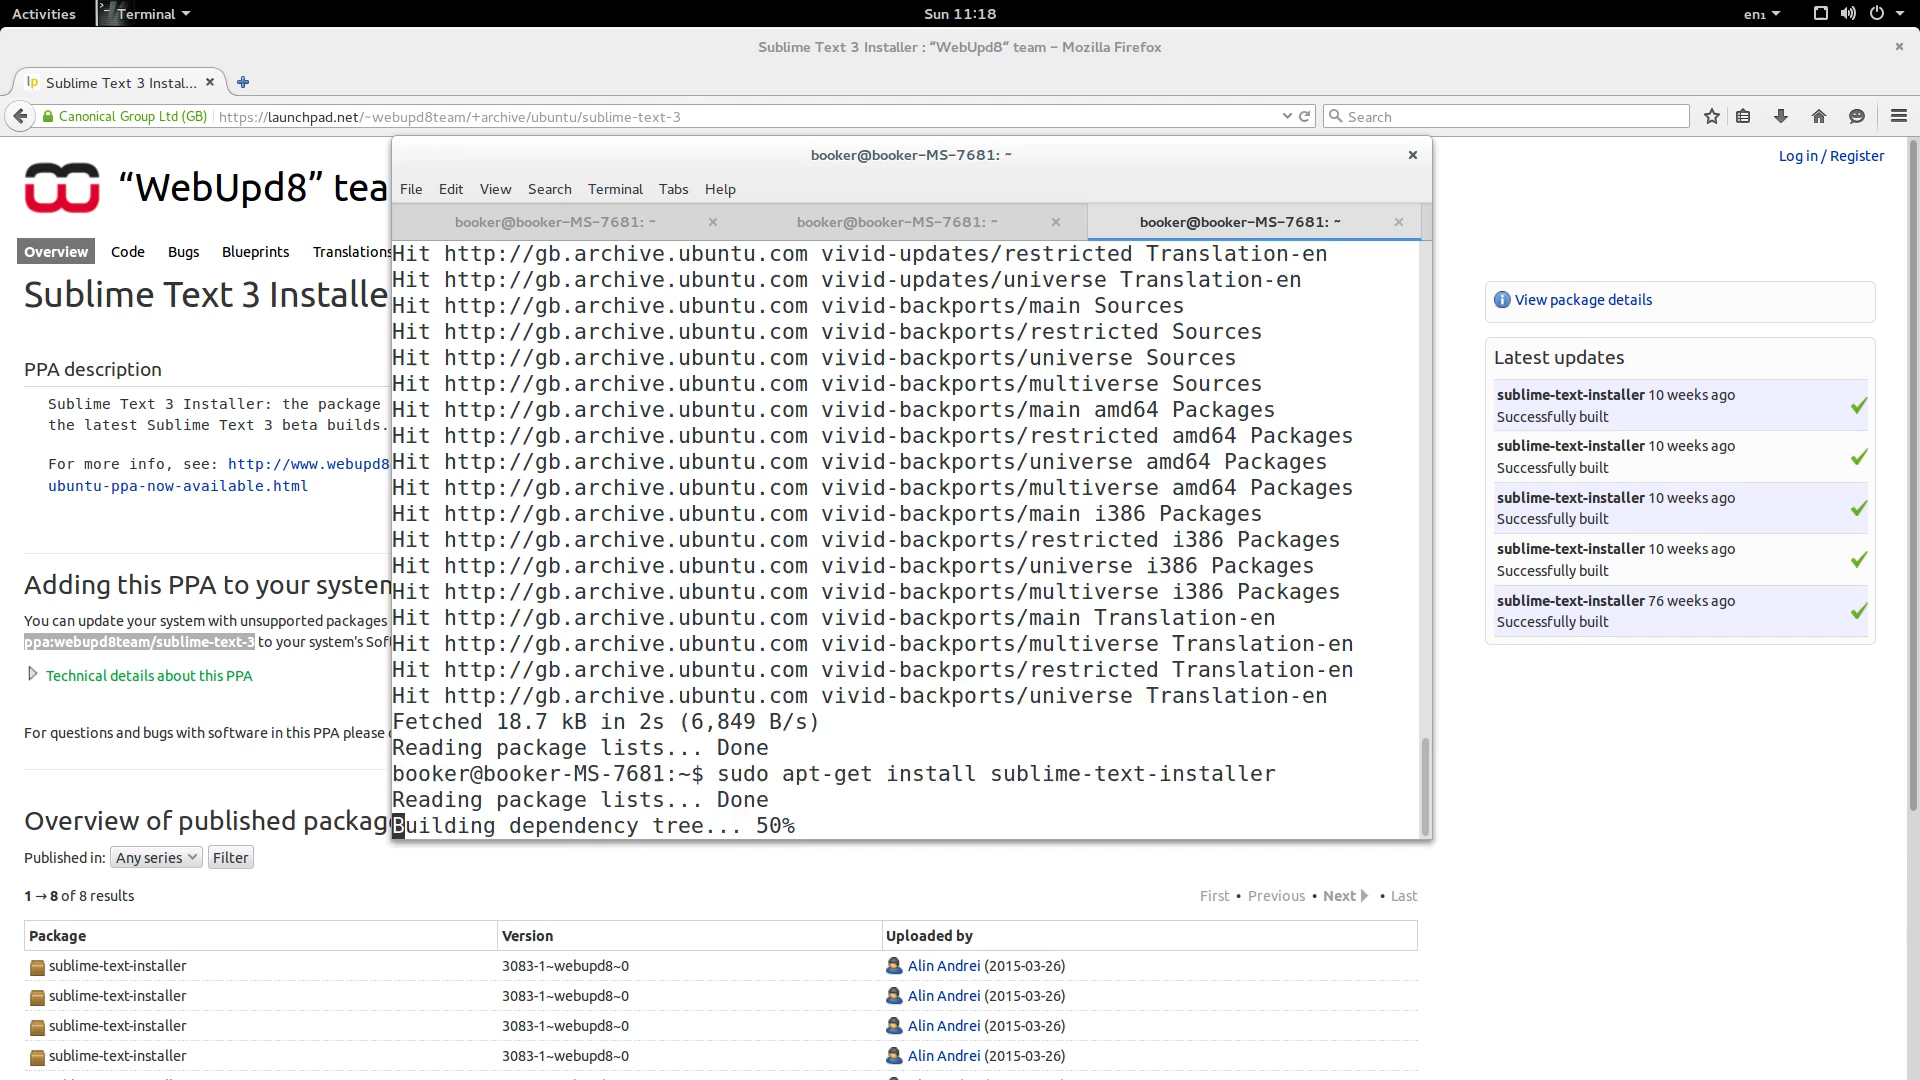 Activities
Terminal
Sun 11:18
en₁
Sublime Text 3 Installer : “WebUpd8” team – Mozilla Firefox
Sublime Text 3 Instal...
Canonical Group Ltd (GB)
https://launchpad.net/~webupd8team/+archive/ubuntu/sublime-text-3
Search
Log in / Register
“WebUpd8” tea
Overview
Code
Bugs
Blueprints
Translations
Sublime Text 3 Installe
PPA description
Sublime Text 3 Installer: the package
the latest Sublime Text 3 beta builds.
For more info, see: http://www.webupd8
ubuntu-ppa-now-available.html
Adding this PPA to your system
You can update your system with unsupported packages
ppa:webupd8team/sublime-text-3 to your system's Sof
Technical details about this PPA
For questions and bugs with software in this PPA please
Overview of published package
Published in: Any series Filter
booker@booker-MS-7681: ~
File Edit View Search Terminal Tabs Help
booker@booker-MS-7681: ~
booker@booker-MS-7681: ~
booker@booker-MS-7681: ~
Hit http://gb.archive.ubuntu.com vivid-updates/restricted Translation-en
Hit http://gb.archive.ubuntu.com vivid-updates/universe Translation-en
Hit http://gb.archive.ubuntu.com vivid-backports/main Sources
Hit http://gb.archive.ubuntu.com vivid-backports/restricted Sources
Hit http://gb.archive.ubuntu.com vivid-backports/universe Sources
Hit http://gb.archive.ubuntu.com vivid-backports/multiverse Sources
Hit http://gb.archive.ubuntu.com vivid-backports/main amd64 Packages
Hit http://gb.archive.ubuntu.com vivid-backports/restricted amd64 Packages
Hit http://gb.archive.ubuntu.com vivid-backports/universe amd64 Packages
Hit http://gb.archive.ubuntu.com vivid-backports/multiverse amd64 Packages
Hit http://gb.archive.ubuntu.com vivid-backports/main i386 Packages
Hit http://gb.archive.ubuntu.com vivid-backports/restricted i386 Packages
Hit http://gb.archive.ubuntu.com vivid-backports/universe i386 Packages
Hit http://gb.archive.ubuntu.com vivid-backports/multiverse i386 Packages
Hit http://gb.archive.ubuntu.com vivid-backports/main Translation-en
Hit http://gb.archive.ubuntu.com vivid-backports/multiverse Translation-en
Hit http://gb.archive.ubuntu.com vivid-backports/restricted Translation-en
Hit http://gb.archive.ubuntu.com vivid-backports/universe Translation-en
Fetched 18.7 kB in 2s (6,849 B/s)
Reading package lists... Done
booker@booker-MS-7681:~$ sudo apt-get install sublime-text-installer
Reading package lists... Done
Building dependency tree... 50%
View package details
Latest updates
sublime-text-installer 10 weeks ago
Successfully built
sublime-text-installer 10 weeks ago
Successfully built
sublime-text-installer 10 weeks ago
Successfully built
sublime-text-installer 10 weeks ago
Successfully built
sublime-text-installer 76 weeks ago
Successfully built
1 → 8 of 8 results
First • Previous • Next • Last
Package Version Uploaded by
sublime-text-installer 3083-1~webupd8~0 Alin Andrei (2015-03-26)
sublime-text-installer 3083-1~webupd8~0 Alin Andrei (2015-03-26)
sublime-text-installer 3083-1~webupd8~0 Alin Andrei (2015-03-26)
sublime-text-installer 3083-1~webupd8~0 Alin Andrei (2015-03-26)